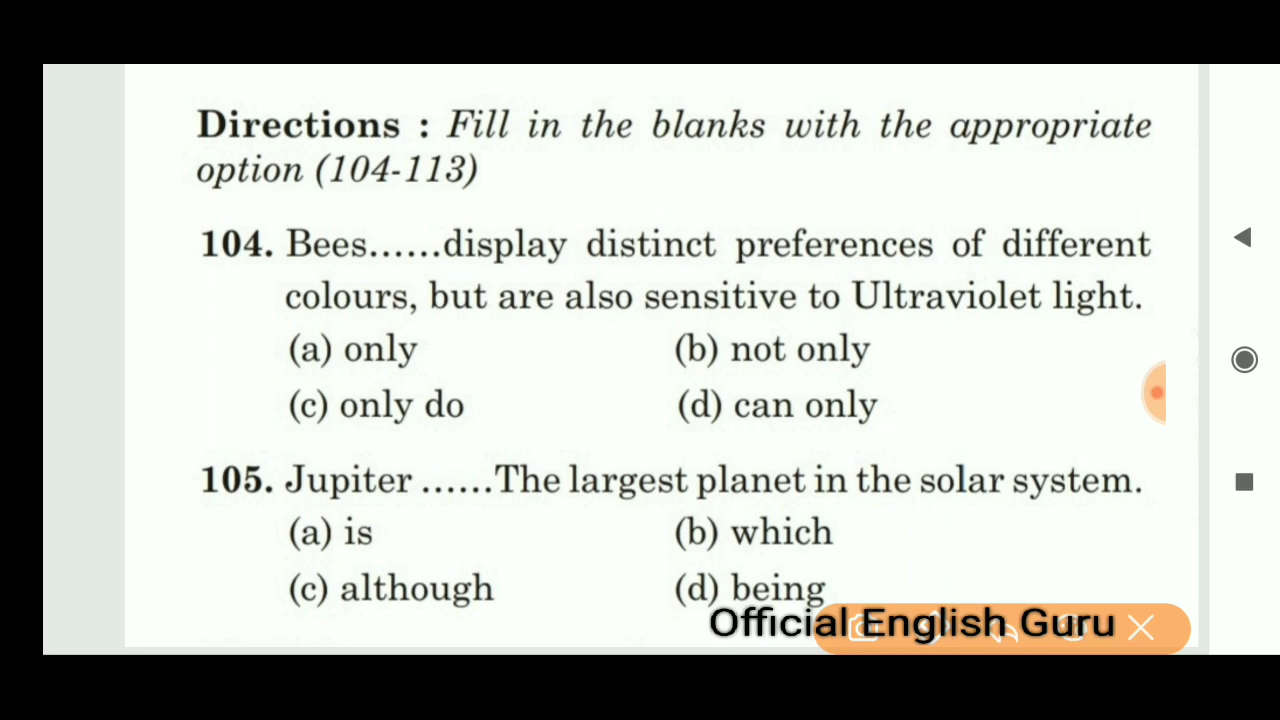 Directions : Fill in the blanks with the appropriate
option (104-113)
104. Bees......display distinct preferences of different
colours, but are also sensitive to Ultraviolet light.
(a) only (b) not only
(c) only do (d) can only
105. Jupiter ......The largest planet in the solar system.
(a) is (b) which
(c) although (d) being
Official English Guru